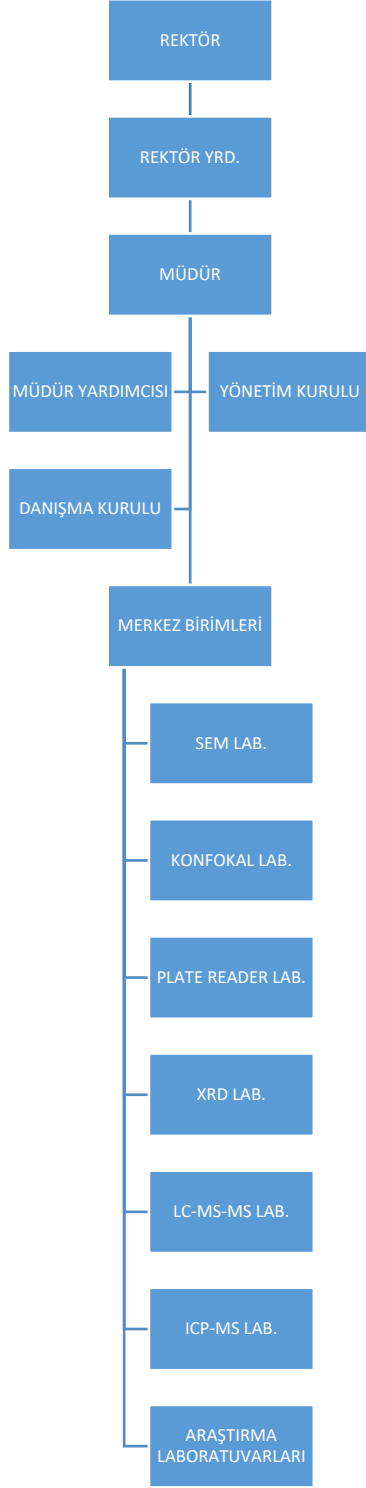 REKTÖR
REKTÖR YRD.
MÜDÜR
MÜDÜR YARDIMCISI
YÖNETİM KURULU
DANIŞMA KURULU
MERKEZ BİRİMLERİ
SEM LAB.
KONFOKAL LAB.
PLATE READER LAB.
XRD LAB.
LC-MS-MS LAB.
ICP-MS LAB.
ARAŞTIRMA
LABORATUVARLARI